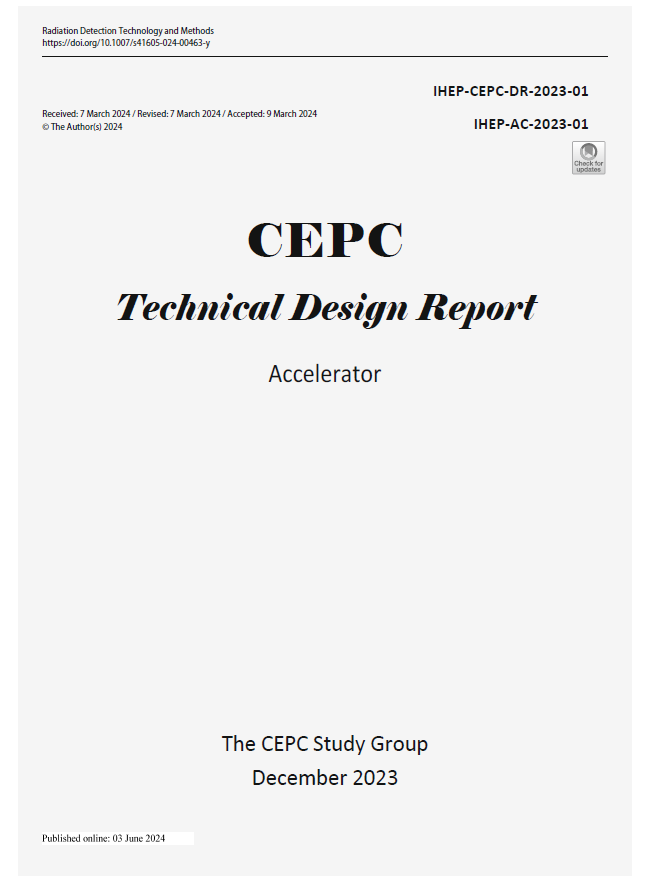 Radiation Detection Technology and Methods
https://doi.org/10.1007/s41605-024-00463-y
IHEP-CEPC-DR-2023-01
Received: 7 March 2024 / Revised: 7 March 2024 / Accepted: 9 March 2024
© The Author(s) 2024
IHEP-AC-2023-01
Check for
updates
CEPC
Technical Design Report
Accelerator
The CEPC Study Group
December 2023
Published online: 03 June 2024